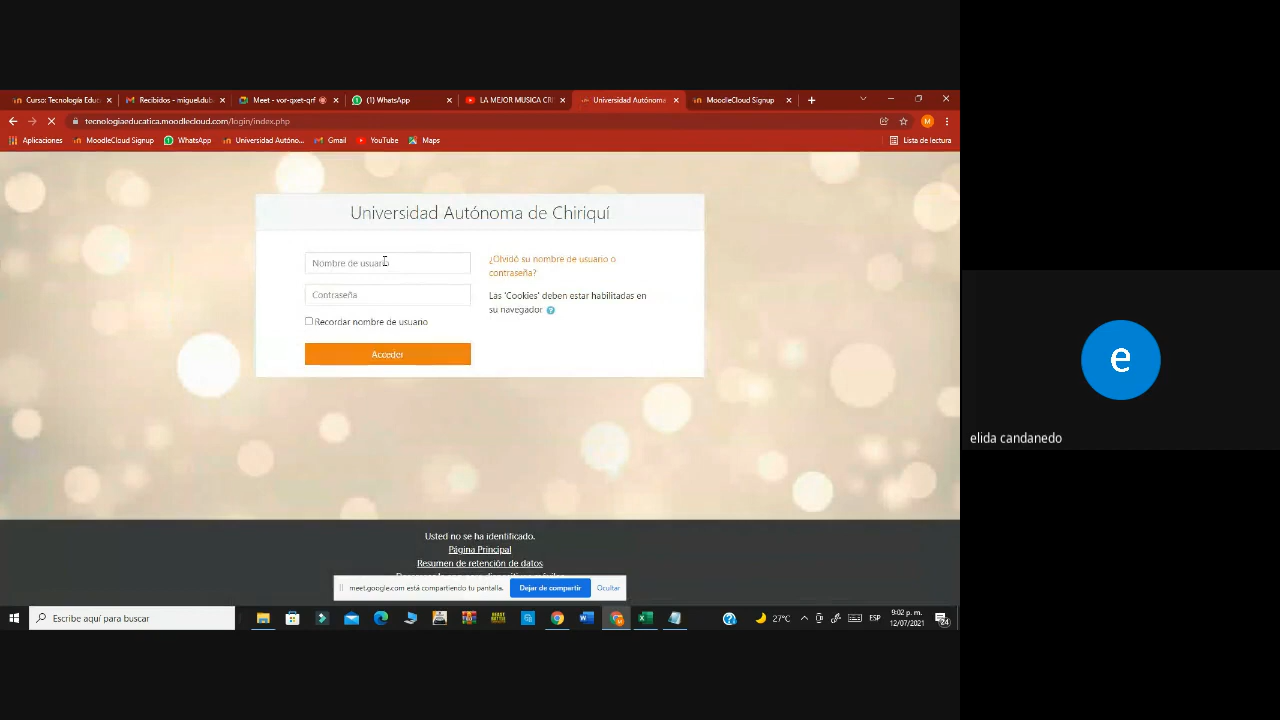 Curso: Tecnología Educ
Recibidos - miguel.dub
Meet - vor-qxet-qrf
(1) WhatsApp
LA MEJOR MUSICA CRI
Universidad Autónoma
MoodleCloud Signup
tecnologiaeducatica.moodlecloud.com/login/index.php
M
Aplicaciones
MoodleCloud Signup
WhatsApp
Universidad Autóno...
Gmail
YouTube
Maps
Lista de lectura
Universidad Autónoma de Chiriquí
Nombre de usuario
Contraseña
Recordar nombre de usuario
Acceder
¿Olvidó su nombre de usuario o
contraseña?
Las 'Cookies' deben estar habilitadas en
su navegador
Usted no se ha identificado.
Página Principal
Resumen de retención de datos
meet.google.com está compartiendo tu pantalla.
Dejar de compartir
Ocultar
Escribe aquí para buscar
27°C
ESP
9:02 p. m.
12/07/2021
24
e
elida candanedo